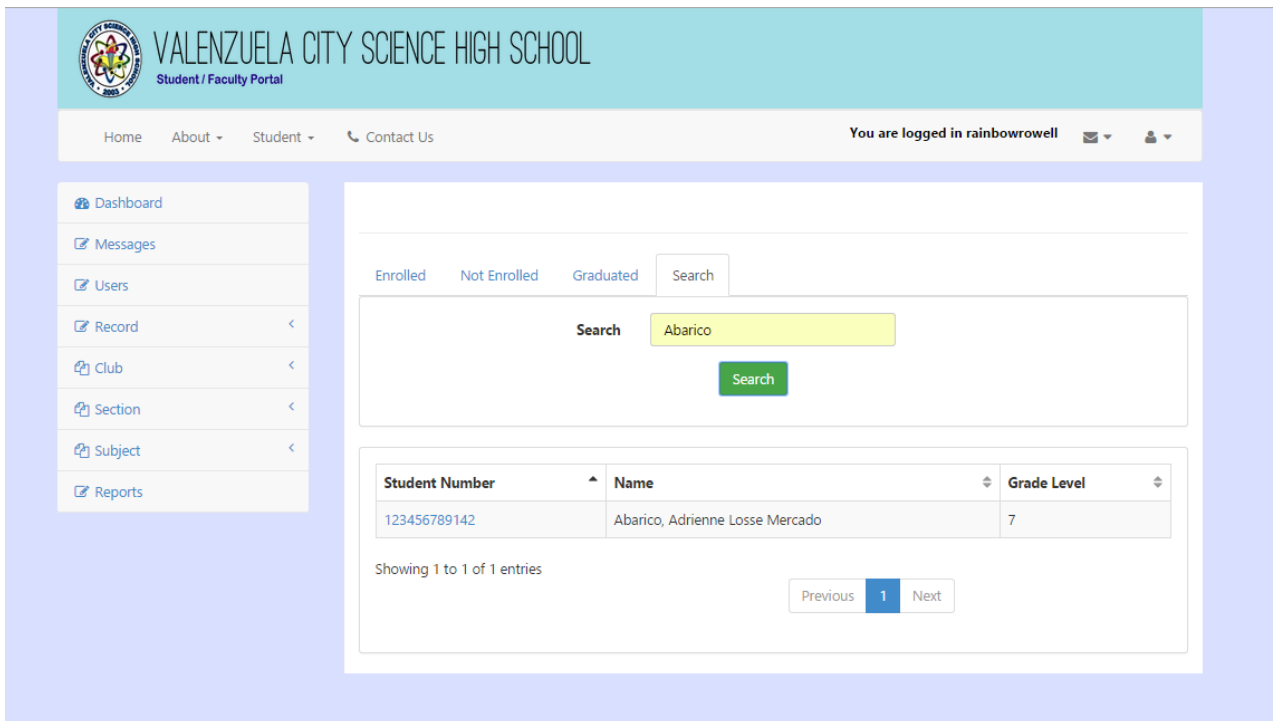 VALENZUELA CITY SCIENCE HIGH SCHOOL
Student / Faculty Portal
Home About Student Contact Us You are logged in rainbowrowell
Dashboard
Messages
Users
Record
Club
Section
Subject
Reports
Enrolled Not Enrolled Graduated Search
Search Abarico
Search
Student Number Name Grade Level
123456789142 Abarico, Adrienne Losse Mercado 7
Showing 1 to 1 of 1 entries
Previous 1 Next